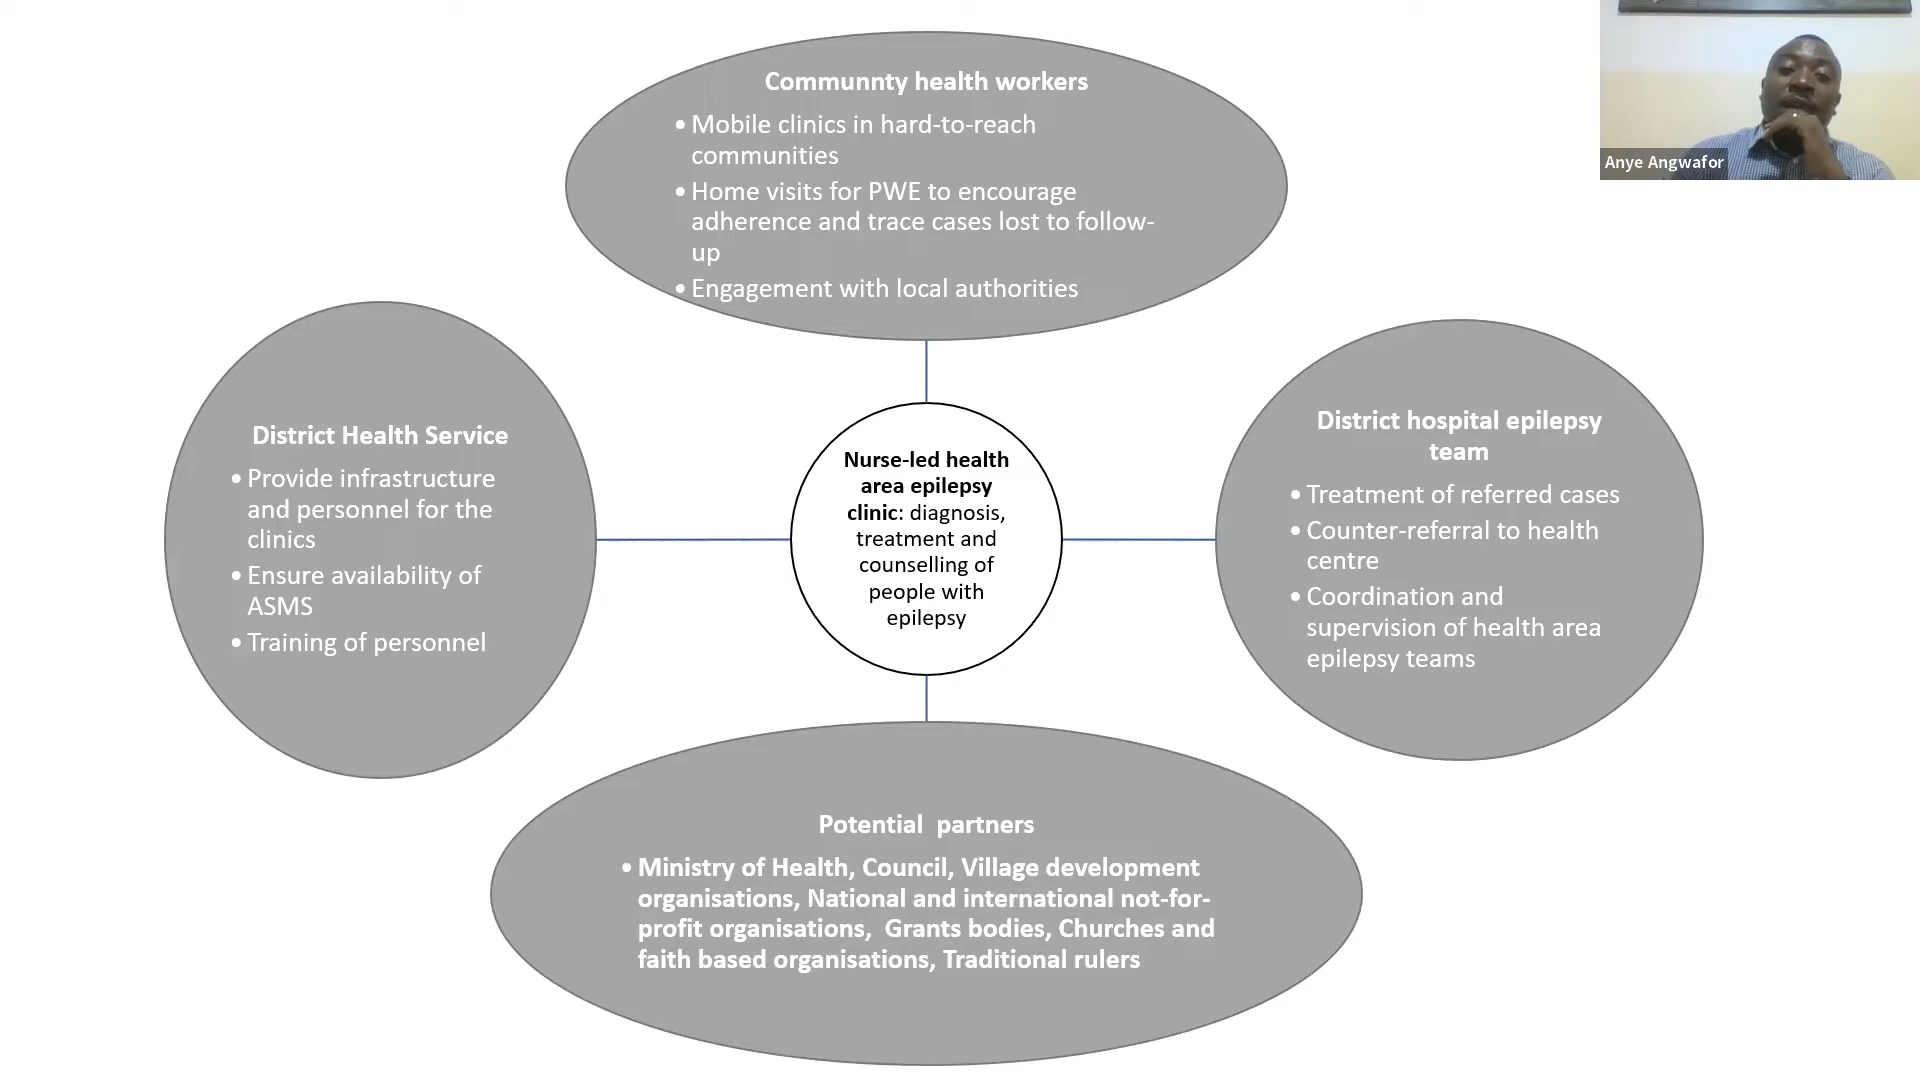 Communnty health workers
• Mobile clinics in hard-to-reach
communities
• Home visits for PWE to encourage
adherence and trace cases lost to follow-
up
• Engagement with local authorities
Anye Angwafor
District Health Service
• Provide infrastructure
and personnel for the
clinics
• Ensure availability of
ASMS
• Training of personnel
Nurse-led health
area epilepsy
clinic: diagnosis,
treatment and
counselling of
people with
epilepsy
District hospital epilepsy
team
• Treatment of referred cases
• Counter-referral to health
centre
• Coordination and
supervision of health area
epilepsy teams
Potential  partners
• Ministry of Health, Council, Village development
organisations, National and international not-for-
profit organisations,  Grants bodies, Churches and
faith based organisations, Traditional rulers